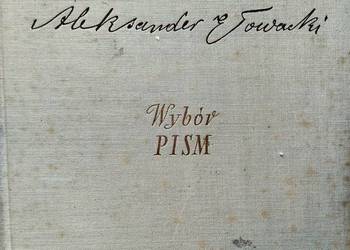 Aleksander Głowacki
Wybór
PISM